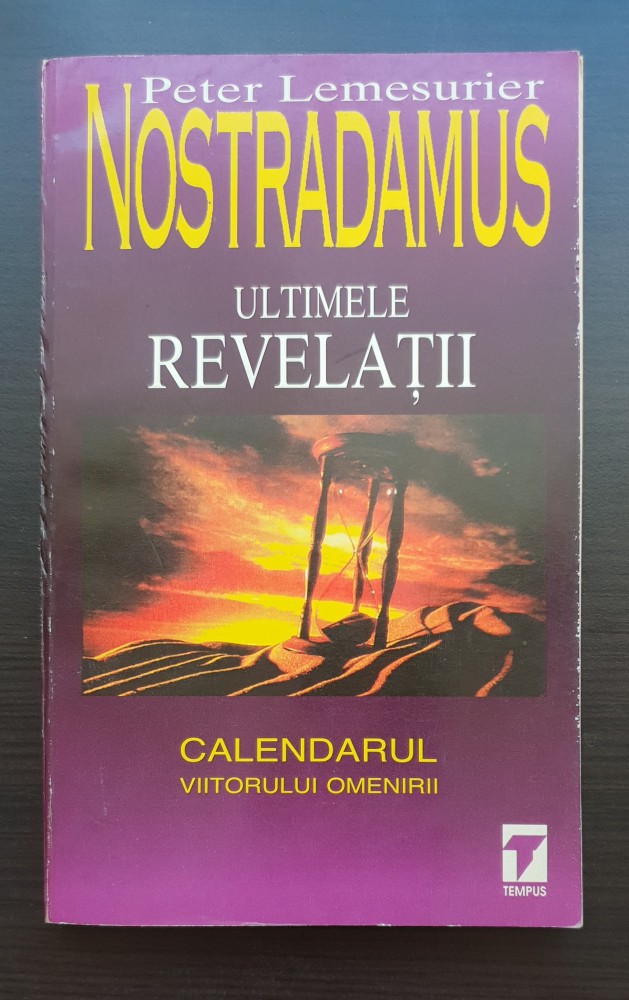 Peter Lemesurier
NOSTRADAMUS
ULTIMELE
REVELAȚII
CALENDARUL
VIITORULUI OMENIRII
TEMPUS